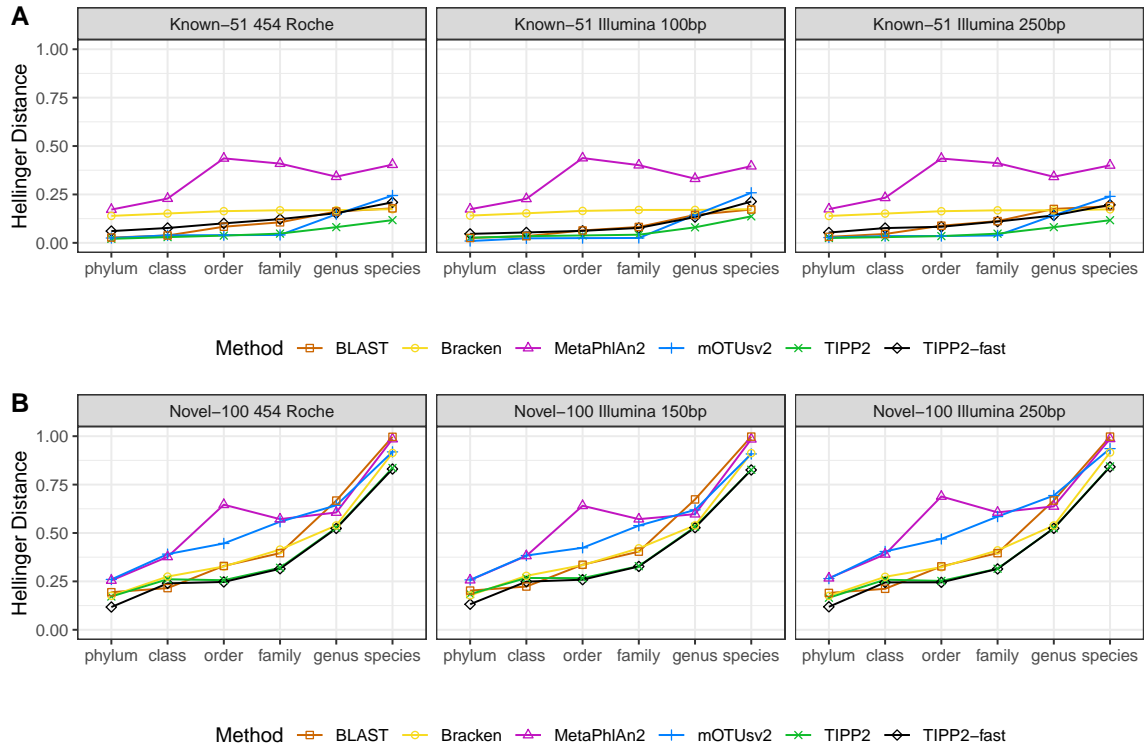 A
Known−51 454 Roche
Known−51 Illumina 100bp
Known−51 Illumina 250bp
Hellinger Distance
1.00
0.75
0.50
0.25
0.00
phylum class order family genus species
phylum class order family genus species
phylum class order family genus species
Method BLAST Bracken MetaPhlAn2 mOTUsv2 TIPP2 TIPP2−fast
B
Novel−100 454 Roche
Novel−100 Illumina 150bp
Novel−100 Illumina 250bp
Hellinger Distance
1.00
0.75
0.50
0.25
0.00
phylum class order family genus species
phylum class order family genus species
phylum class order family genus species
Method BLAST Bracken MetaPhlAn2 mOTUsv2 TIPP2 TIPP2−fast